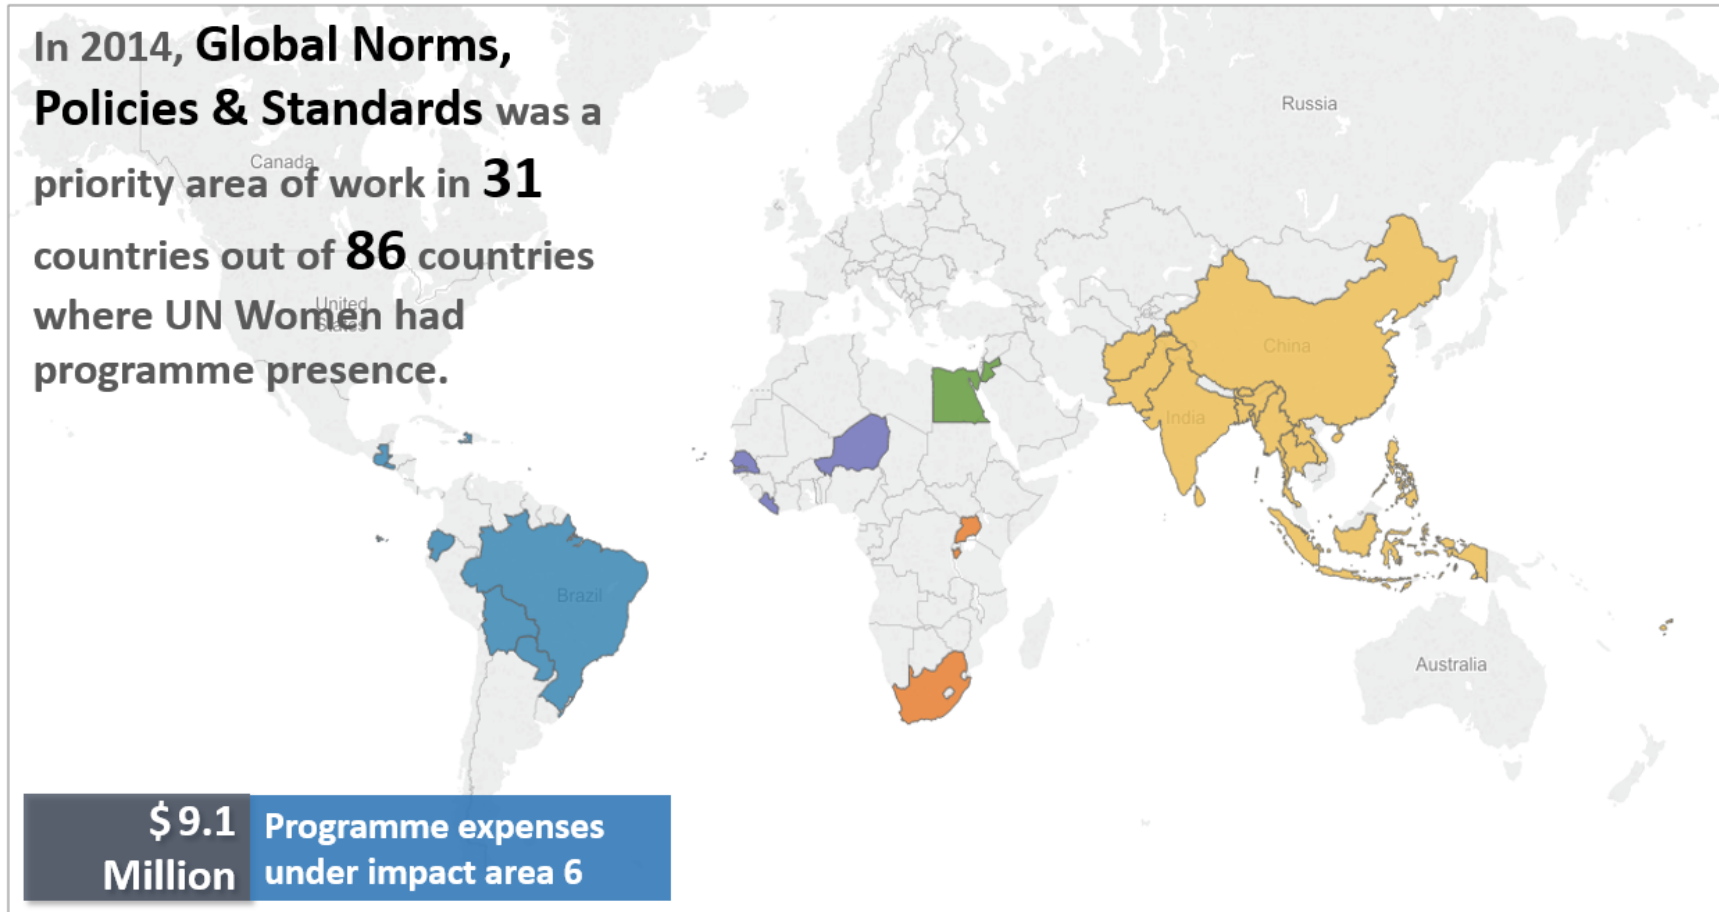 In 2014, Global Norms,
Policies & Standards was a
priority area of work in 31
countries out of 86 countries
where UN Women had
programme presence.
Canada
United
States
Russia
China
India
Brazil
Australia
$9.1
Million
Programme expenses
under impact area 6